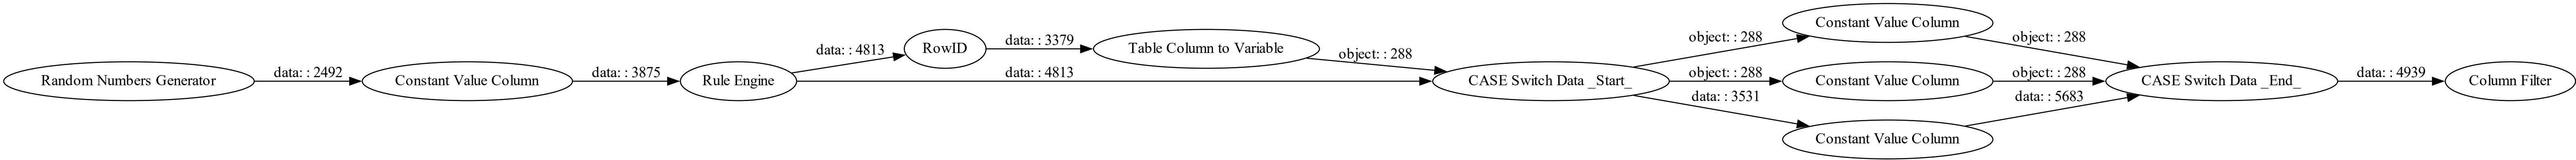 Random Numbers Generator
data: : 2492
Constant Value Column
data: : 3875
Rule Engine
data: : 4813
RowID
data: : 3379
Table Column to Variable
object: : 288
data: : 4813
CASE Switch Data _Start_
object: : 288
Constant Value Column
object: : 288
object: : 288
Constant Value Column
object: : 288
data: : 3531
Constant Value Column
data: : 5683
CASE Switch Data _End_
data: : 4939
Column Filter